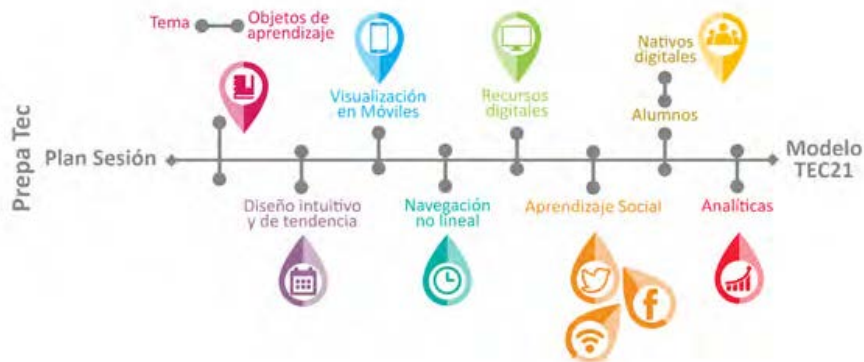 Prepa Tec
Plan Sesión
Tema
Objetos de
aprendizaje
Diseño intuitivo
y de tendencia
Visualización
en Móviles
Navegación
no lineal
Recursos
digitales
Aprendizaje Social
Nativos
digitales
Alumnos
Analíticas
Modelo
TEC21